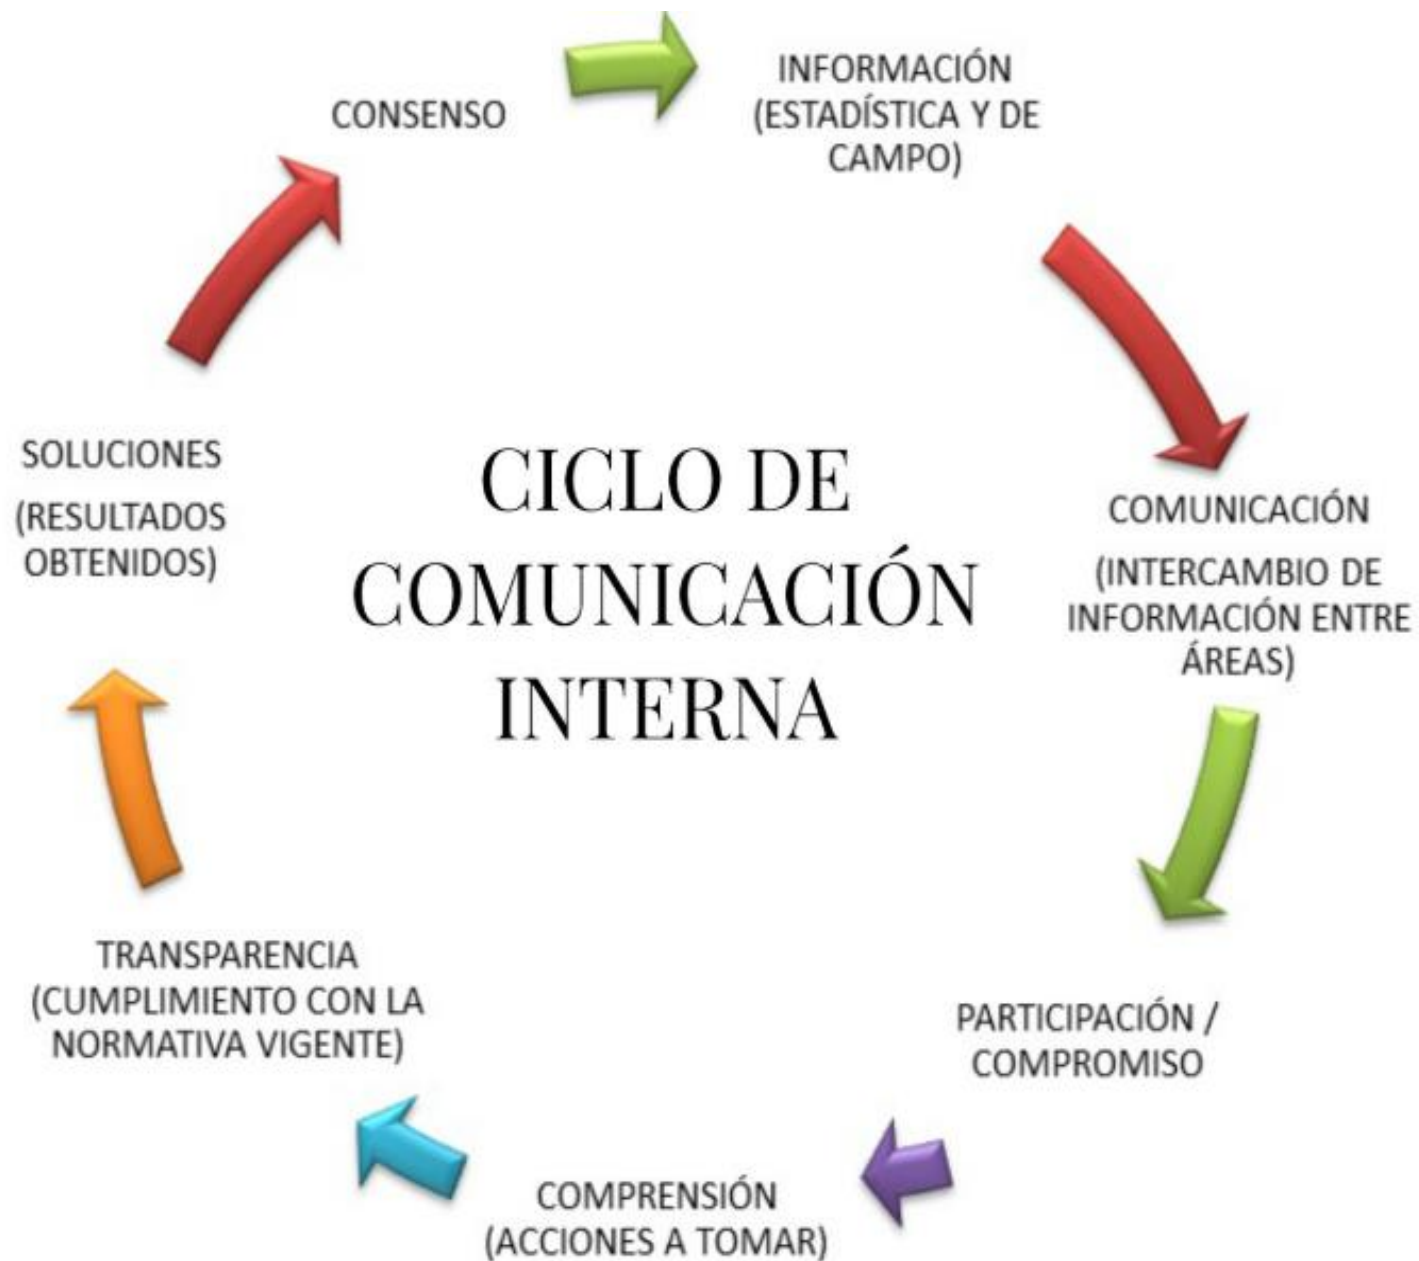 CONSENSO
INFORMACIÓN
(ESTADÍSTICA Y DE
CAMPO)
COMUNICACIÓN
(INTERCAMBIO DE
INFORMACIÓN ENTRE
ÁREAS)
PARTICIPACIÓN /
COMPROMISO
COMPRENSIÓN
(ACCIONES A TOMAR)
TRANSPARENCIA
(CUMPLIMIENTO CON LA
NORMATIVA VIGENTE)
SOLUCIONES
(RESULTADOS
OBTENIDOS)
CICLO DE
COMUNICACIÓN
INTERNA